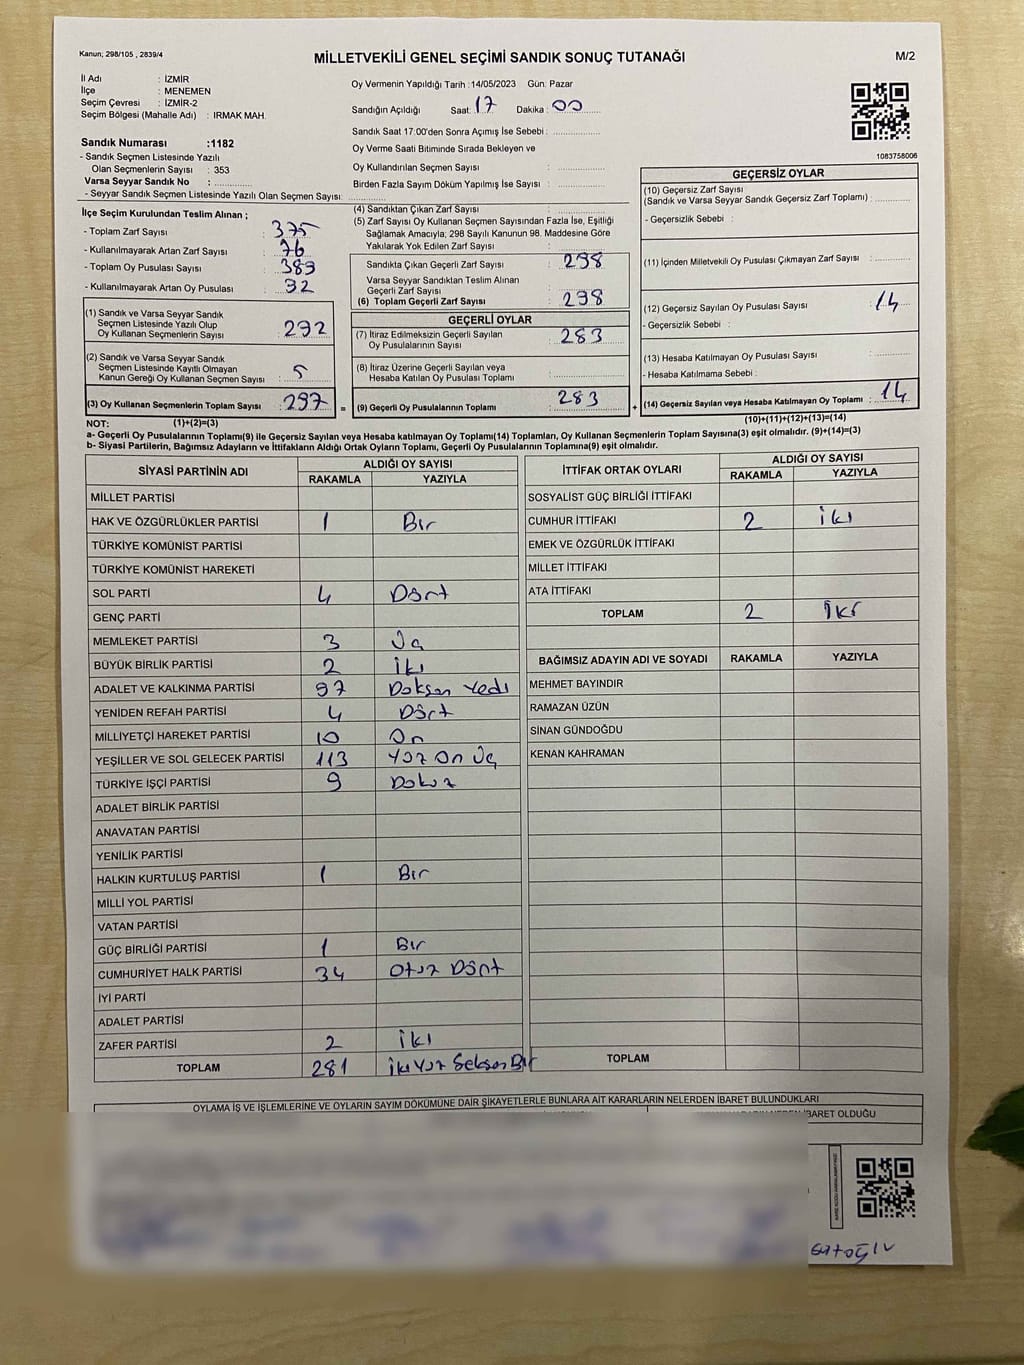 Kanun; 298/105 , 2839/4
MİLLETVEKİLİ GENEL SEÇİMİ SANDIK SONUÇ TUTANAĞI
M/2
İl Adı : İZMİR
İlçe : MENEMEN
Seçim Çevresi : İZMİR-2
Seçim Bölgesi (Mahalle Adı) : IRMAK MAH.
Oy Vermenin Yapıldığı Tarih :14/05/2023 Gün: Pazar
Sandığın Açıldığı Saat: 17 Dakika : 00
Sandık Saat 17:00'den Sonra Açımış İse Sebebi :
Oy Verme Saati Bitiminde Sırada Bekleyen ve
Oy Kullandırılan Seçmen Sayısı :
Birden Fazla Sayım Döküm Yapılmış İse Sayısı :
1083758006
Sandık Numarası :1182
- Sandık Seçmen Listesinde Yazılı
Olan Seçmenlerin Sayısı : 353
Varsa Seyyar Sandık No :
- Seyyar Sandık Seçmen Listesinde Yazılı Olan Seçmen Sayısı:
İlçe Seçim Kurulundan Teslim Alınan ;
- Toplam Zarf Sayısı : 375
- Kullanılmayarak Artan Zarf Sayısı : 76
- Toplam Oy Pusulası Sayısı : 389
- Kullanılmayarak Artan Oy Pusulası : 92
(1) Sandık ve Varsa Seyyar Sandık
Seçmen Listesinde Yazılı Olup
Oy Kullanan Seçmenlerin Sayısı : 292
(2) Sandık ve Varsa Seyyar Sandık
Seçmen Listesinde Kayıtlı Olmayan
Kanun Gereği Oy Kullanan Seçmen Sayısı : 5
(3) Oy Kullanan Seçmenlerin Toplam Sayısı : 297
(4) Sandıktan Çıkan Zarf Sayısı :
(5) Zarf Sayısı Oy Kullanan Seçmen Sayısından Fazla İse, Eşitliği
Sağlamak Amacıyla; 298 Sayılı Kanunun 98. Maddesine Göre
Yakılarak Yok Edilen Zarf Sayısı :
Sandıkta Çıkan Geçerli Zarf Sayısı : 298
Varsa Seyyar Sandıktan Teslim Alınan
Geçerli Zarf Sayısı :
(6) Toplam Geçerli Zarf Sayısı : 298
GEÇERLİ OYLAR
(7) İtiraz Edilmeksizin Geçerli Sayılan
Oy Pusulalarının Sayısı : 283
(8) İtiraz Üzerine Geçerli Sayılan veya
Hesaba Katılan Oy Pusulası Toplamı :
= (9) Geçerli Oy Pusulalarının Toplamı : 283
GEÇERSİZ OYLAR
(10) Geçersiz Zarf Sayısı
(Sandık ve Varsa Seyyar Sandık Geçersiz Zarf Toplamı) :
- Geçersizlik Sebebi :
(11) İçinden Milletvekili Oy Pusulası Çıkmayan Zarf Sayısı :
(12) Geçersiz Sayılan Oy Pusulası Sayısı : 14
- Geçersizlik Sebebi :
(13) Hesaba Katılmayan Oy Pusulası Sayısı :
- Hesaba Katılmama Sebebi :
+ (14) Geçersiz Sayılan veya Hesaba Katılmayan Oy Toplamı : 14
NOT: (1)+(2)=(3)
(10)+(11)+(12)+(13)=(14)
a- Geçerli Oy Pusulalarının Toplamı(9) ile Geçersiz Sayılan veya Hesaba katılmayan Oy Toplamı(14) Toplamları, Oy Kullanan Seçmenlerin Toplam Sayısına(3) eşit olmalıdır. (9)+(14)=(3)
b- Siyasi Partilerin, Bağımsız Adayların ve İttifakların Aldığı Ortak Oyların Toplamı, Geçerli Oy Pusulalarının Toplamına(9) eşit olmalıdır.
SİYASİ PARTİNİN ADI
ALDIĞI OY SAYISI
RAKAMLA YAZIYLA
MİLLET PARTİSİ
HAK VE ÖZGÜRLÜKLER PARTİSİ 1 Bir
TÜRKİYE KOMÜNİST PARTİSİ
TÜRKİYE KOMÜNİST HAREKETİ
SOL PARTİ 4 Dört
GENÇ PARTİ
MEMLEKET PARTİSİ 3 Üç
BÜYÜK BİRLİK PARTİSİ 2 İki
ADALET VE KALKINMA PARTİSİ 97 Doksan Yedi
YENİDEN REFAH PARTİSİ 4 Dört
MİLLİYETÇİ HAREKET PARTİSİ 10 On
YEŞİLLER VE SOL GELECEK PARTİSİ 113 Yüz On Üç
TÜRKİYE İŞÇİ PARTİSİ 9 Dokuz
ADALET BİRLİK PARTİSİ
ANAVATAN PARTİSİ
YENİLİK PARTİSİ
HALKIN KURTULUŞ PARTİSİ 1 Bir
MİLLİ YOL PARTİSİ
VATAN PARTİSİ
GÜÇ BİRLİĞİ PARTİSİ 1 Bir
CUMHURİYET HALK PARTİSİ 34 Otuz Dört
İYİ PARTİ
ADALET PARTİSİ
ZAFER PARTİSİ 2 İki
TOPLAM 281 İki Yüz Seksen Bir
İTTİFAK ORTAK OYLARI
ALDIĞI OY SAYISI
RAKAMLA YAZIYLA
SOSYALİST GÜÇ BİRLİĞİ İTTİFAKI
CUMHUR İTTİFAKI 2 İki
EMEK VE ÖZGÜRLÜK İTTİFAKI
MİLLET İTTİFAKI
ATA İTTİFAKI
TOPLAM 2 İki
BAĞIMSIZ ADAYIN ADI VE SOYADI RAKAMLA YAZIYLA
MEHMET BAYINDIR
RAMAZAN ÜZÜN
SİNAN GÜNDOĞDU
KENAN KAHRAMAN
TOPLAM
OYLAMA İŞ VE İŞLEMLERİNE VE OYLARIN SAYIM DÖKÜMÜNE DAİR ŞİKAYETLERLE BUNLARA AİT KARARLARIN NELERDEN İBARET BULUNDUKLARI
İBARET OLDUĞU